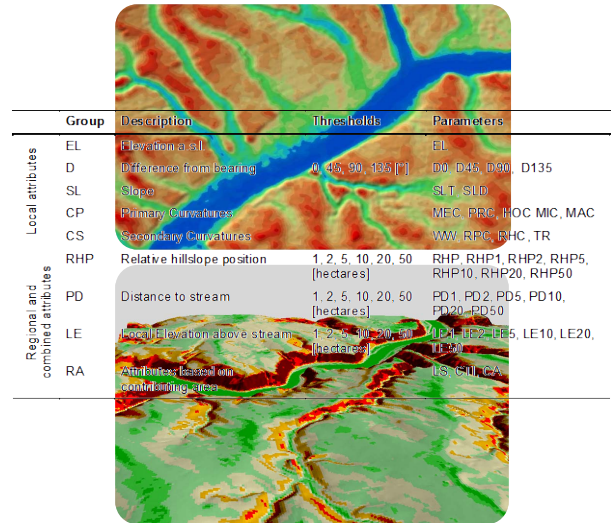 Group Description Thresholds Parameters
Local attributes
EL Elevation a.s.l. EL
D Difference from bearing 0, 45, 90, 135 [°] D0, D45, D90, D135
SL Slope SLT, SLD
CP Primary Curvatures MEC, PRC, HOC MIC, MAC
CS Secondary Curvatures WW, RPC, RHC, TR
Regional and
combined attributes
RHP Relative hillslope position 1, 2, 5, 10, 20, 50 RHP, RHP1, RHP2, RHP5,
[hectares] RHP10, RHP20, RHP50
PD Distance to stream 1, 2, 5, 10, 20, 50 PD1, PD2, PD5, PD10,
[hectares] PD20, PD50
LE Local Elevation above stream 1, 2, 5, 10, 20, 50 LE1, LE2, LE5, LE10, LE20,
[hectares] LE50
RA Attributes based on LS, CTI, CA
contributing area